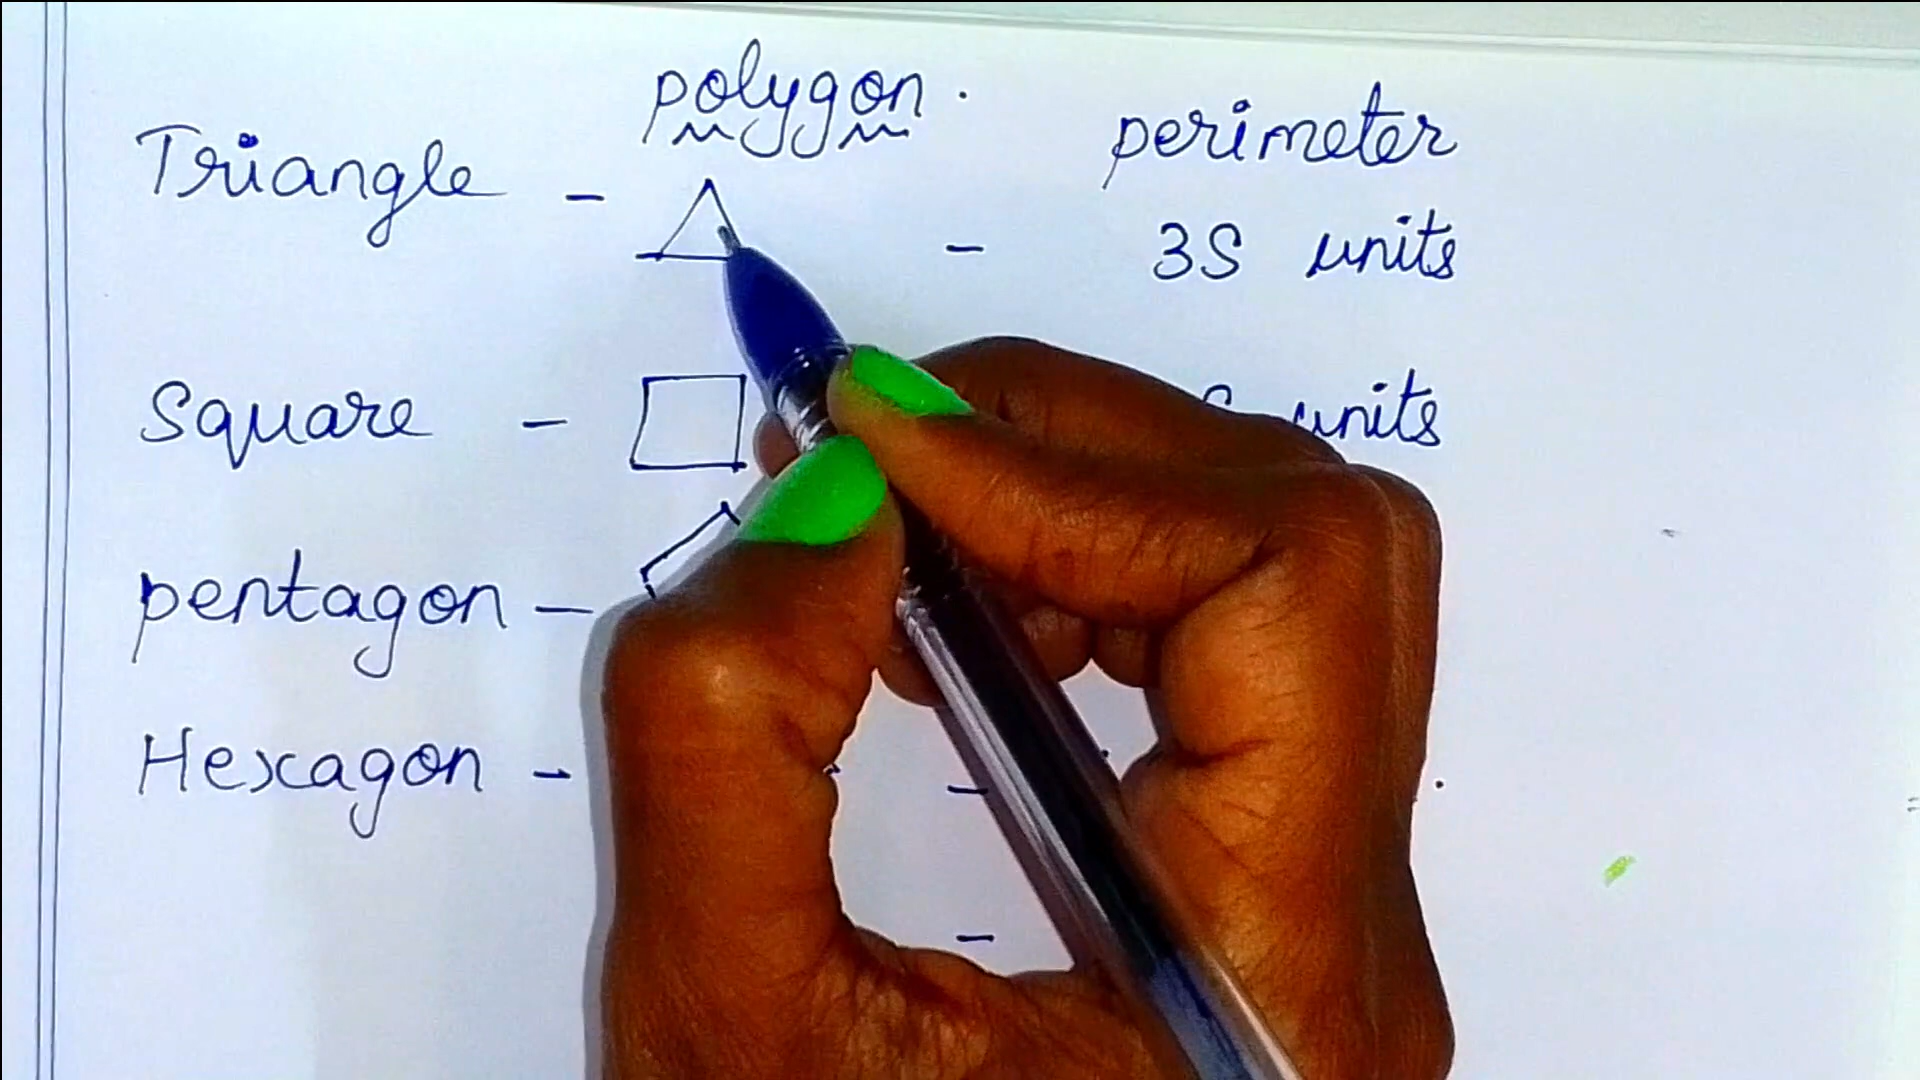 polygon.
perimeter
Triangle - - 3S units
Square - units
pentagon -
Hexagon - -
-